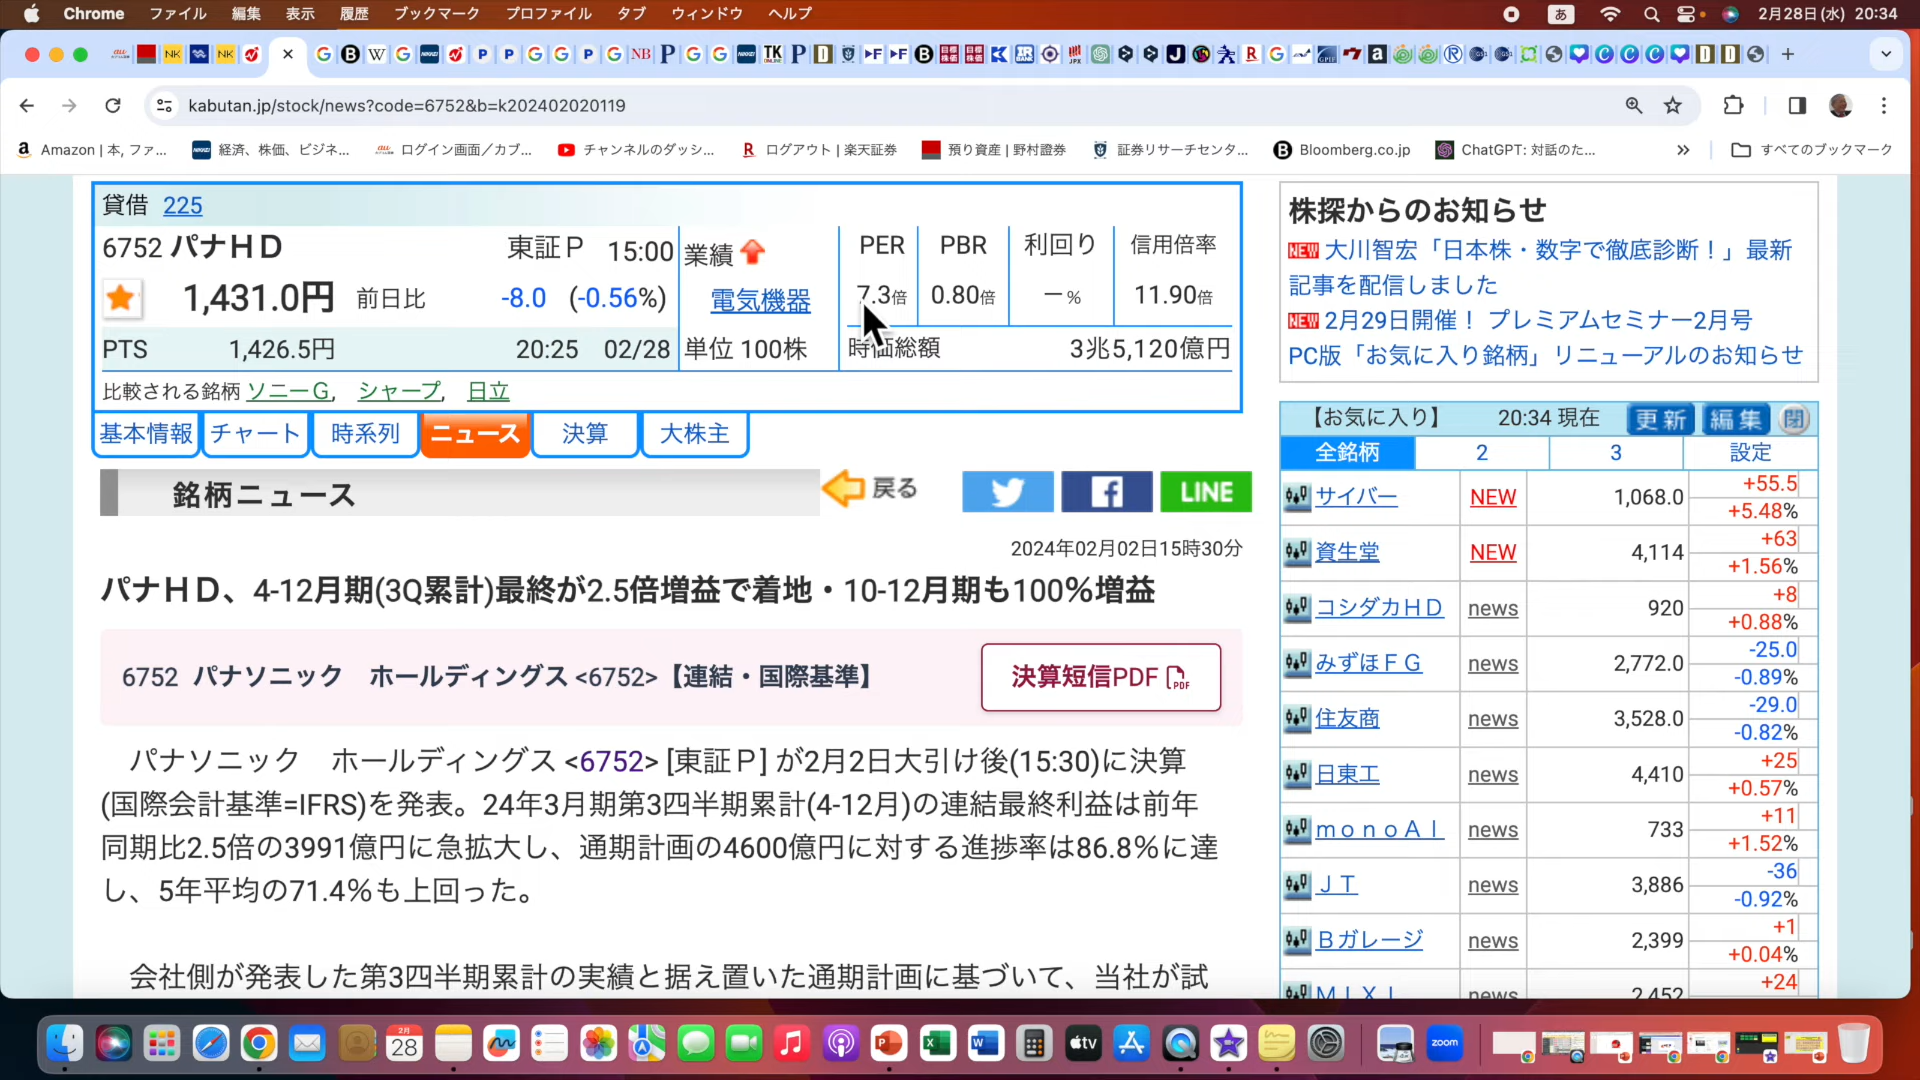 Chrome ファイル 編集 表示 履歴 ブックマーク プロファイル タブ ウィンドウ ヘルプ あ 2月28日(水) 20:34
kabutan.jp/stock/news?code=6752&b=k202402020119
Amazon | 本, ファ... 経済、株価、ビジネ... ログイン画面／カブ... チャンネルのダッシ... ログアウト | 楽天証券 預り資産 | 野村證券 証券リサーチセンタ... Bloomberg.co.jp ChatGPT: 対話のた... すべてのブックマーク
貸借 225
6752 パナＨＤ 東証Ｐ 15:00 業績 PER PBR 利回り 信用倍率
1,431.0円 前日比 -8.0 (-0.56%) 電気機器 7.3倍 0.80倍 ー％ 11.90倍
PTS 1,426.5円 20:25 02/28 単位 100株 時価総額 3兆5,120億円
比較される銘柄 ソニーＧ, シャープ, 日立
基本情報 チャート 時系列 ニュース 決算 大株主
銘柄ニュース 戻る LINE
2024年02月02日15時30分
パナＨＤ、4-12月期(3Q累計)最終が2.5倍増益で着地・10-12月期も100％増益
6752 パナソニック　ホールディングス <6752>【連結・国際基準】 決算短信PDF
パナソニック　ホールディングス <6752> [東証Ｐ] が2月2日大引け後(15:30)に決算
(国際会計基準=IFRS)を発表。24年3月期第3四半期累計(4-12月)の連結最終利益は前年
同期比2.5倍の3991億円に急拡大し、通期計画の4600億円に対する進捗率は86.8％に達
し、5年平均の71.4％も上回った。
会社側が発表した第3四半期累計の実績と据え置いた通期計画に基づいて、当社が試
株探からのお知らせ
NEW 大川智宏「日本株・数字で徹底診断！」最新
記事を配信しました
NEW 2月29日開催！ プレミアムセミナー2月号
PC版「お気に入り銘柄」リニューアルのお知らせ
【お気に入り】 20:34 現在 更新 編集 閉
全銘柄 2 3 設定
サイバー NEW 1,068.0 +55.5
+5.48%
資生堂 NEW 4,114 +63
+1.56%
コシダカＨＤ news 920 +8
+0.88%
みずほＦＧ news 2,772.0 -25.0
-0.89%
住友商 news 3,528.0 -29.0
-0.82%
日東工 news 4,410 +25
+0.57%
ｍｏｎｏＡＩ news 733 +11
+1.52%
ＪＴ news 3,886 -36
-0.92%
Ｂガレージ news 2,399 +1
+0.04%
ＭＩＸＩ news 2,452 +24
2月
28
tv
zoom